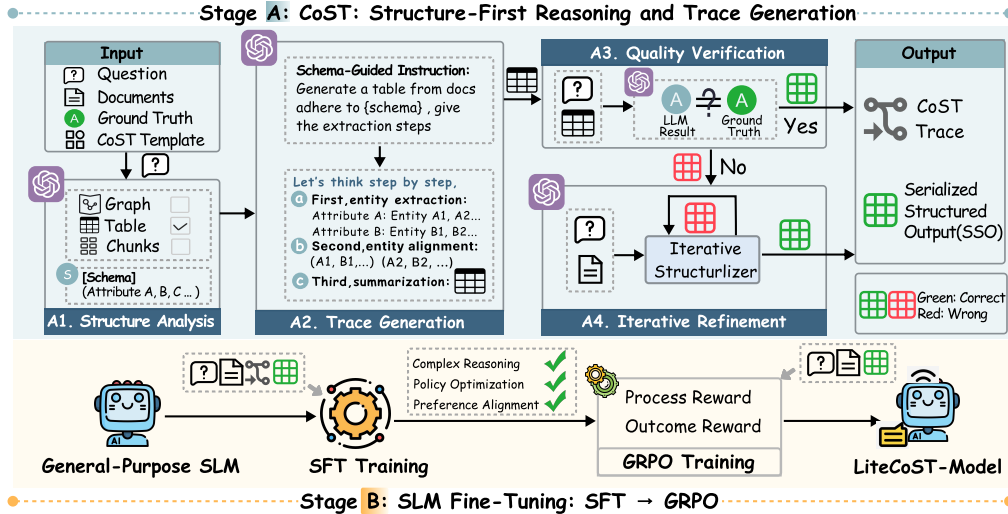 Stage A: CoST: Structure-First Reasoning and Trace Generation
Input
Question
Documents
A Ground Truth
CoST Template
?
Graph
Table
Chunks
S [Schema]
(Attribute A, B, C ... )
A1. Structure Analysis
Schema-Guided Instruction:
Generate a table from docs
adhere to {schema} , give
the extraction steps
Let's think step by step,
a First,entity extraction:
Attribute A: Entity A1, A2...
Attribute B: Entity B1, B2...
b Second,entity alignment:
(A1, B1,...) (A2, B2, ...)
c Third,summarization:
A2. Trace Generation
A3. Quality Verification
?
A = ? A
LLM
Result
Ground
Truth
Yes
No
?
Iterative
Structurlizer
A4. Iterative Refinement
Output
CoST
Trace
Serialized
Structured
Output(SSO)
Green: Correct
Red: Wrong
?
Complex Reasoning
Policy Optimization
Preference Alignment
?
Process Reward
Outcome Reward
GRPO Training
AI
General-Purpose SLM
SFT Training
AI
LiteCoST-Model
Stage B: SLM Fine-Tuning: SFT → GRPO